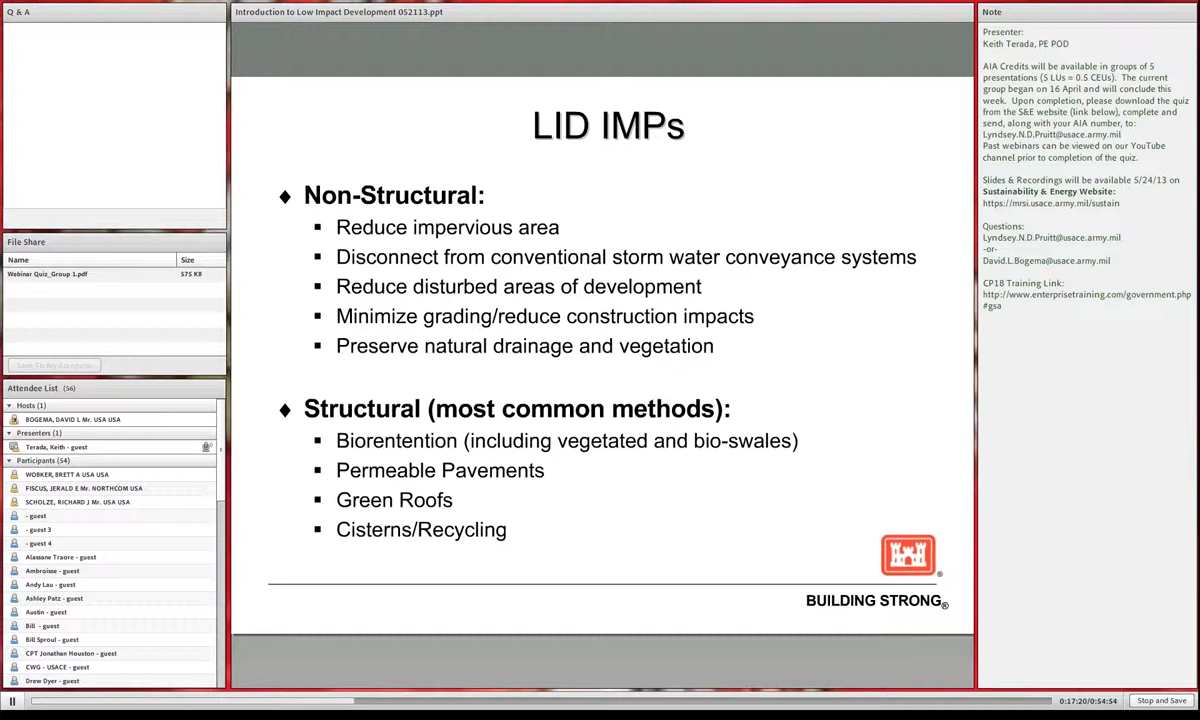 Q & A
File Share
Name Size
Webinar Quiz_Group 1.pdf 575 KB
Save To My Computer
Attendee List (56)
Hosts (1)
BOGEMA, DAVID L Mr. USA USA
Presenters (1)
Terada, Keith - guest
Participants (54)
WOBKER, BRETT A USA USA
FISCUS, JERALD E Mr. NORTHCOM USA
SCHOLZE, RICHARD J Mr. USA USA
- guest
- guest 3
- guest 4
Alassane Traore - guest
Ambroisse - guest
Andy Lau - guest
Ashley Patz - guest
Austin - guest
Bill - guest
Bill Sproul - guest
CPT Jonathan Houston - guest
CWG - USACE - guest
Drew Dyer - guest
Introduction to Low Impact Development 052113.ppt
LID IMPs
♦ Non-Structural:
▪ Reduce impervious area
▪ Disconnect from conventional storm water conveyance systems
▪ Reduce disturbed areas of development
▪ Minimize grading/reduce construction impacts
▪ Preserve natural drainage and vegetation
♦ Structural (most common methods):
▪ Biorentention (including vegetated and bio-swales)
▪ Permeable Pavements
▪ Green Roofs
▪ Cisterns/Recycling
®
BUILDING STRONG®
Note
Presenter:
Keith Terada, PE POD
AIA Credits will be available in groups of 5
presentations (5 LUs = 0.5 CEUs). The current
group began on 16 April and will conclude this
week. Upon completion, please download the quiz
from the S&E website (link below), complete and
send, along with your AIA number, to:
Lyndsey.N.D.Pruitt@usace.army.mil
Past webinars can be viewed on our YouTube
channel prior to completion of the quiz.
Slides & Recordings will be available 5/24/13 on
Sustainability & Energy Website:
https://mrsi.usace.army.mil/sustain
Questions:
Lyndsey.N.D.Pruitt@usace.army.mil
-or-
David.L.Bogema@usace.army.mil
CP18 Training Link:
http://www.enterprisetraining.com/government.php
#gsa
0:17:20/0:54:54
Stop and Save